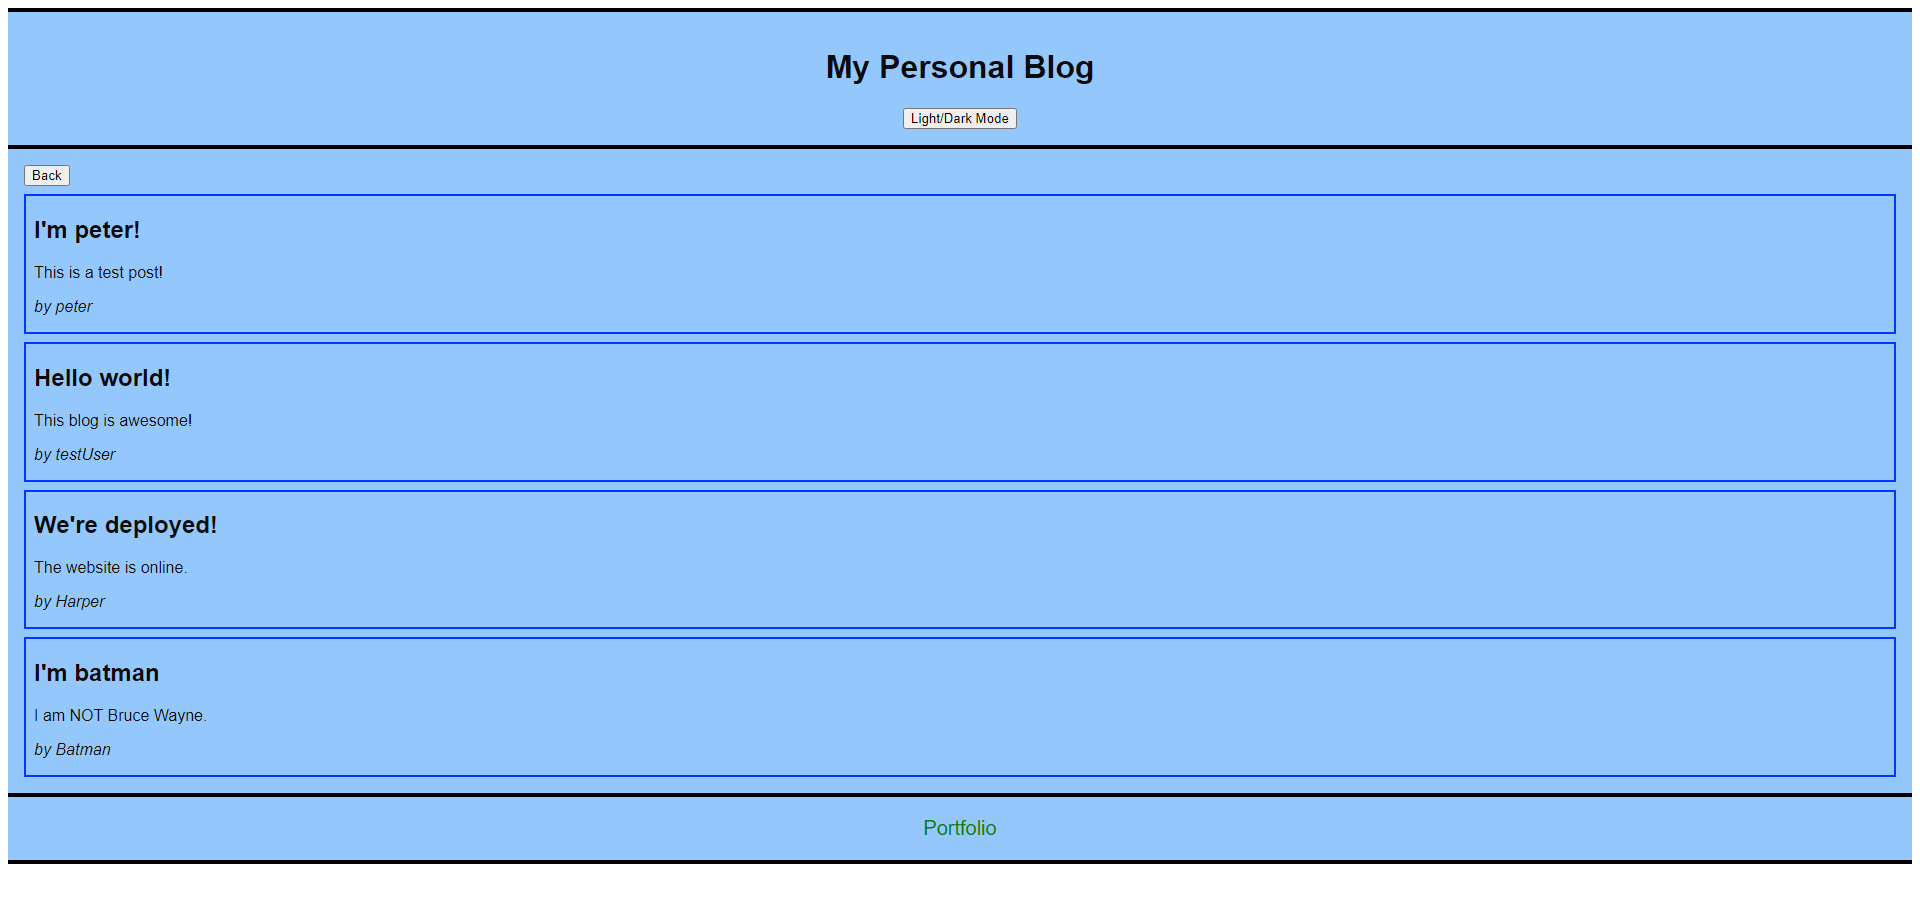 My Personal Blog
Light/Dark Mode
Back
I'm peter!
This is a test post!
by peter
Hello world!
This blog is awesome!
by testUser
We're deployed!
The website is online.
by Harper
I'm batman
I am NOT Bruce Wayne.
by Batman
Portfolio